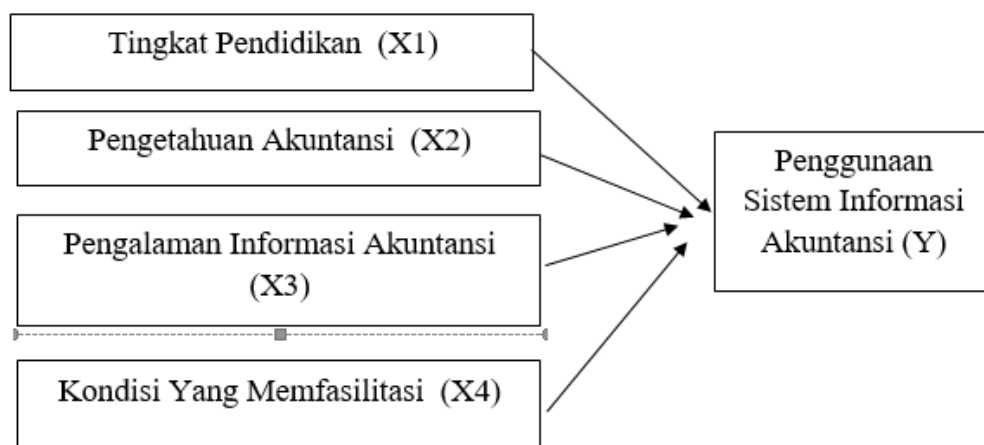 Tingkat Pendidikan (X1)
Pengetahuan Akuntansi (X2)
Pengalaman Informasi Akuntansi
(X3)
Kondisi Yang Memfasilitasi (X4)
Penggunaan
Sistem Informasi
Akuntansi (Y)